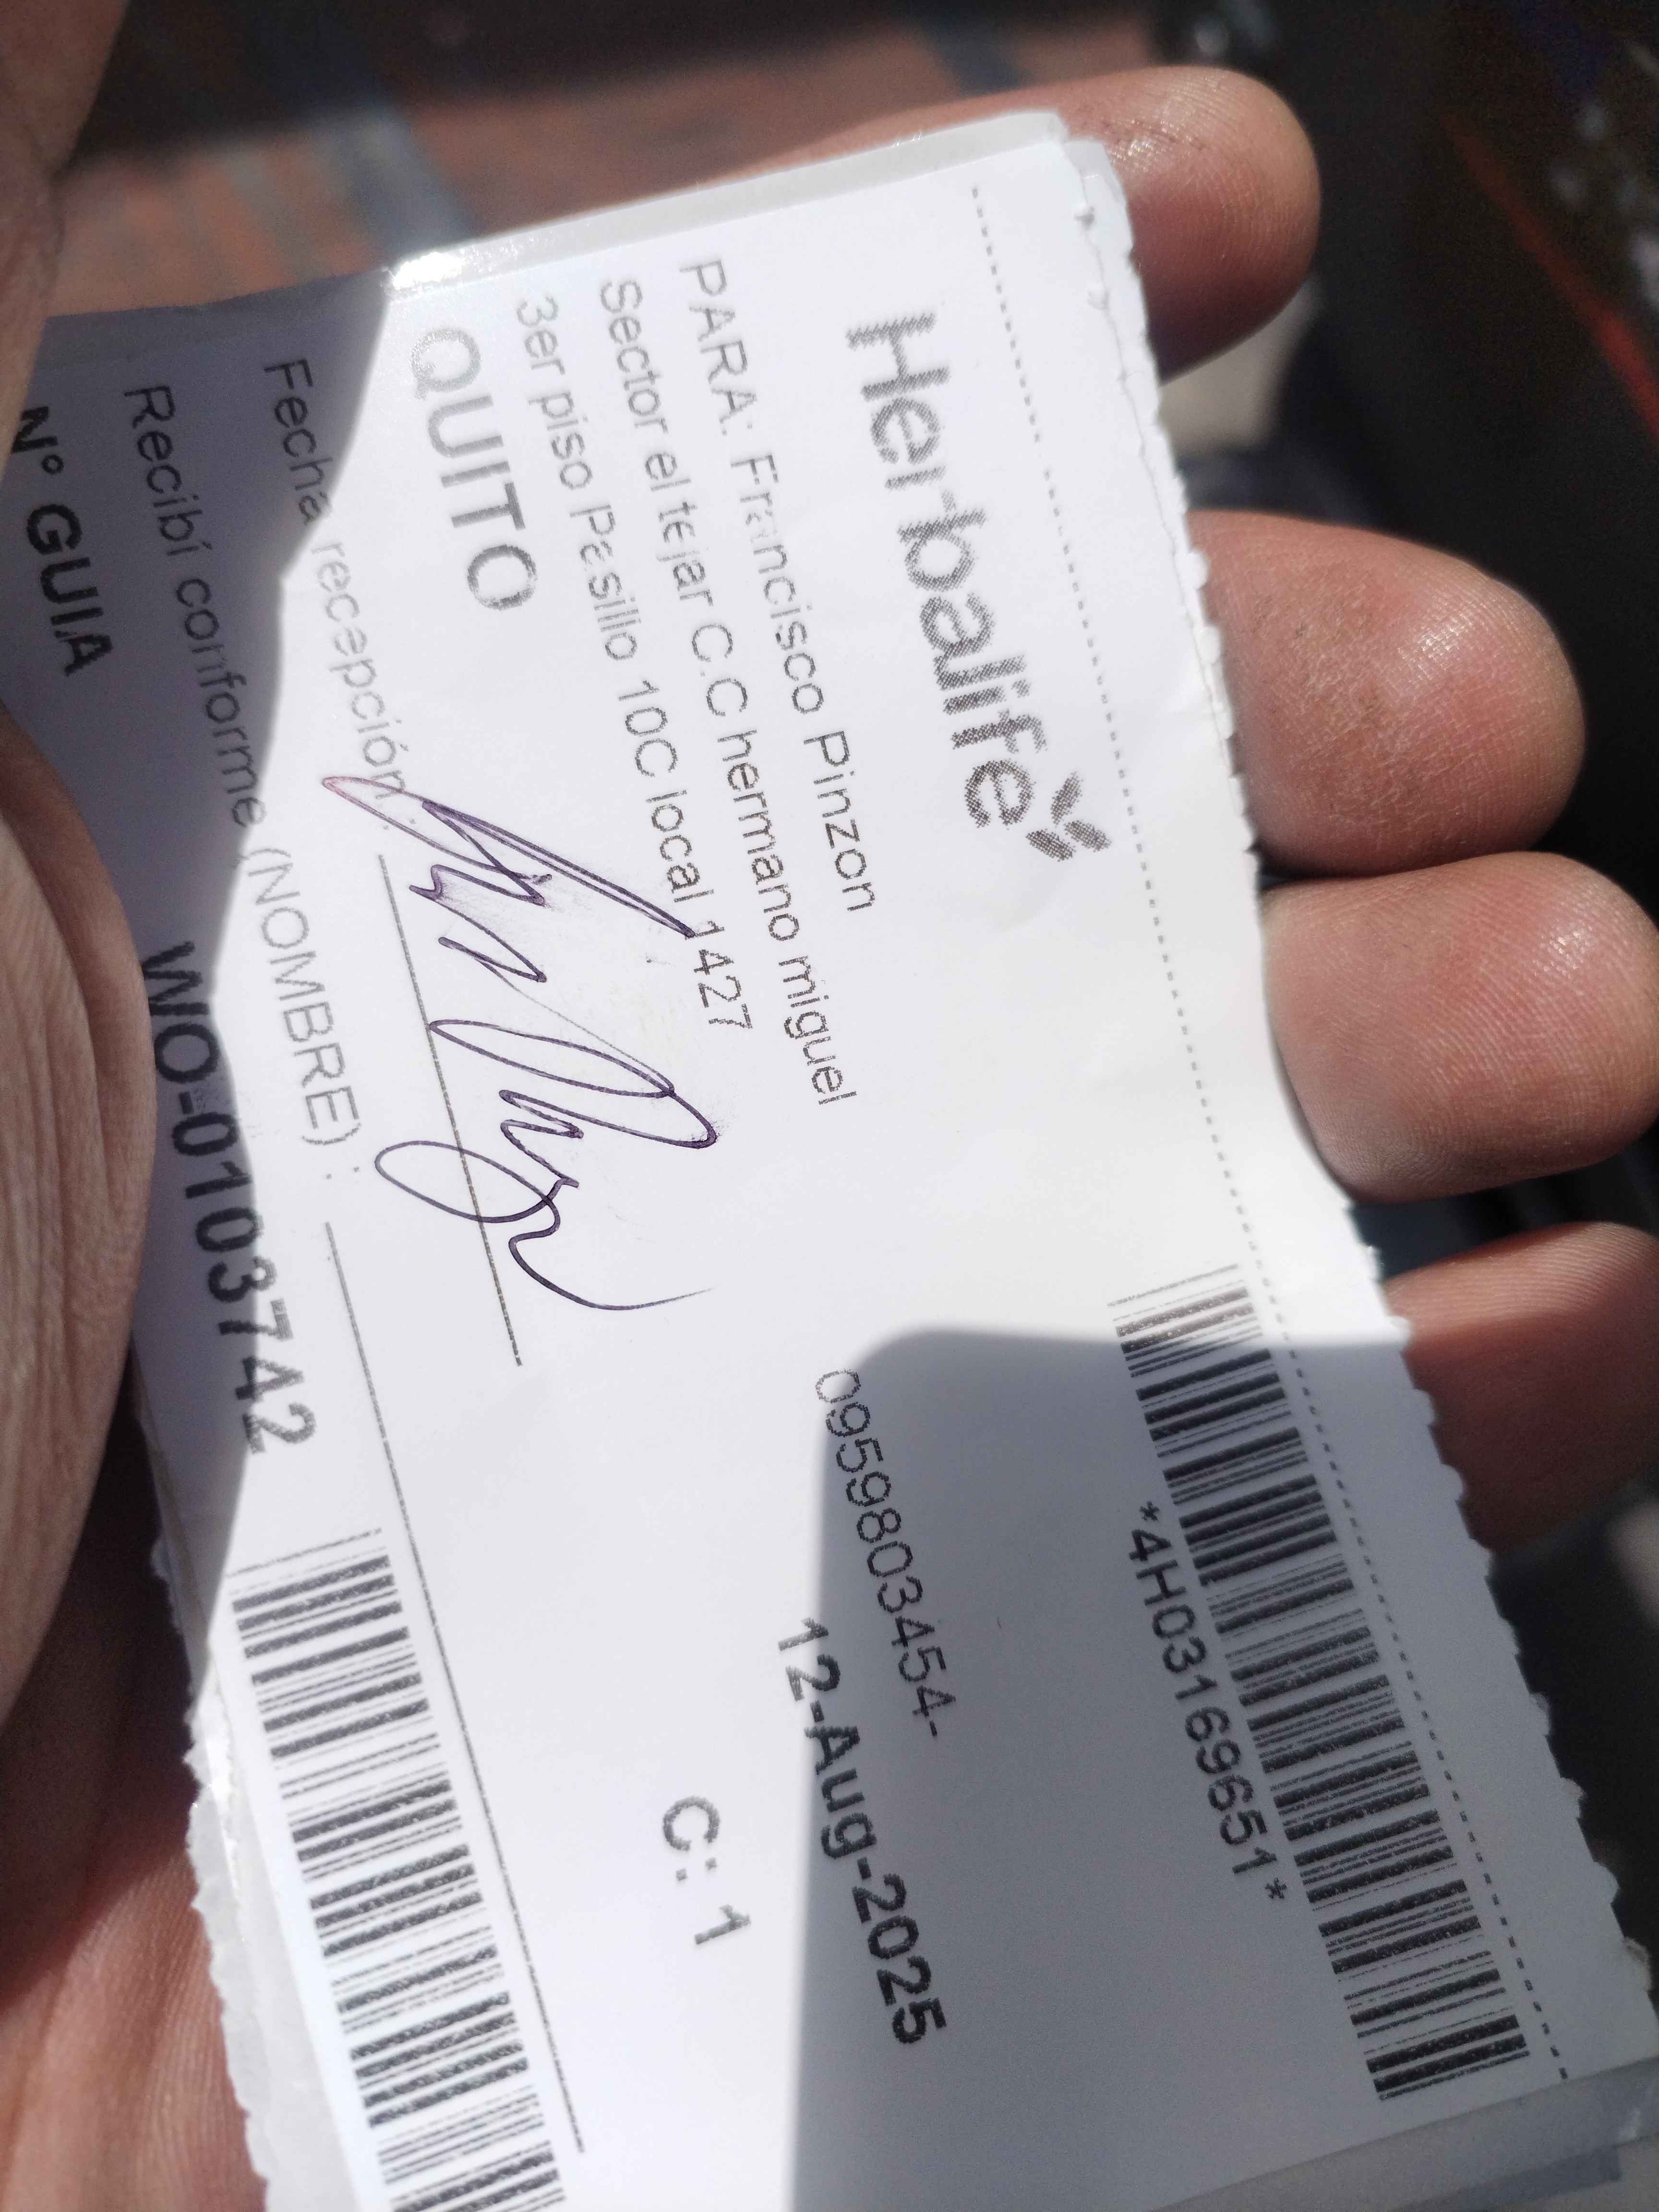 Herbalife
*4H03169651*
PARA: Francisco Pinzon
0959803454-
Sector el tejar C.C hermano miguel
12-Aug-2025
3er piso Pasillo 10C local 1427
QUITO
C: 1
Fecha recepción:
Recibí conforme (NOMBRE) :
N° GUIA
WO-0103742